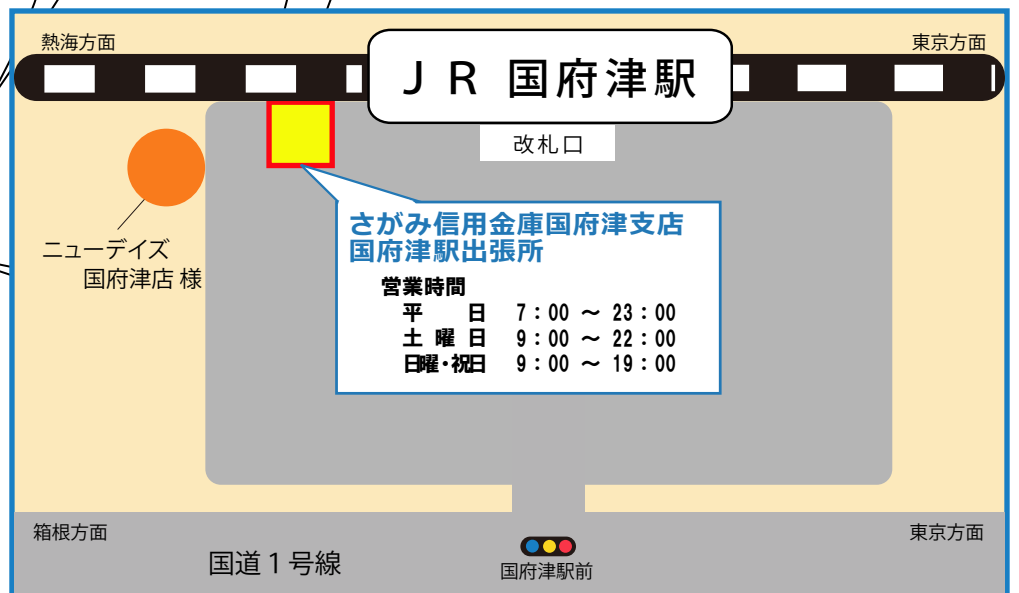 熱海方面
東京方面
JR 国府津駅
改札口
さがみ信用金庫国府津支店
国府津駅出張所
営業時間
平日 7:00 ~ 23:00
土曜日 9:00 ~ 22:00
日曜・祝日 9:00 ~ 19:00
ニューデイズ
国府津店 様
箱根方面
東京方面
国道1号線
国府津駅前